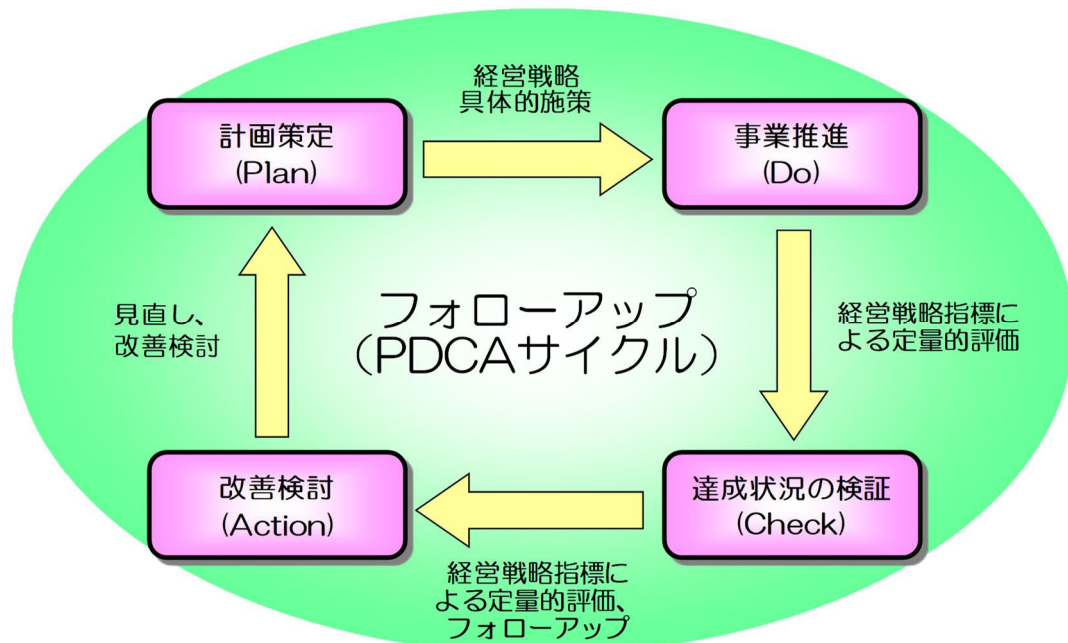 経営戦略
具体的施策
計画策定
(Plan)
事業推進
(Do)
見直し、
改善検討
フォローアップ
(PDCAサイクル)
経営戦略指標に
よる定量的評価
改善検討
(Action)
達成状況の検証
(Check)
経営戦略指標に
よる定量的評価、
フォローアップ